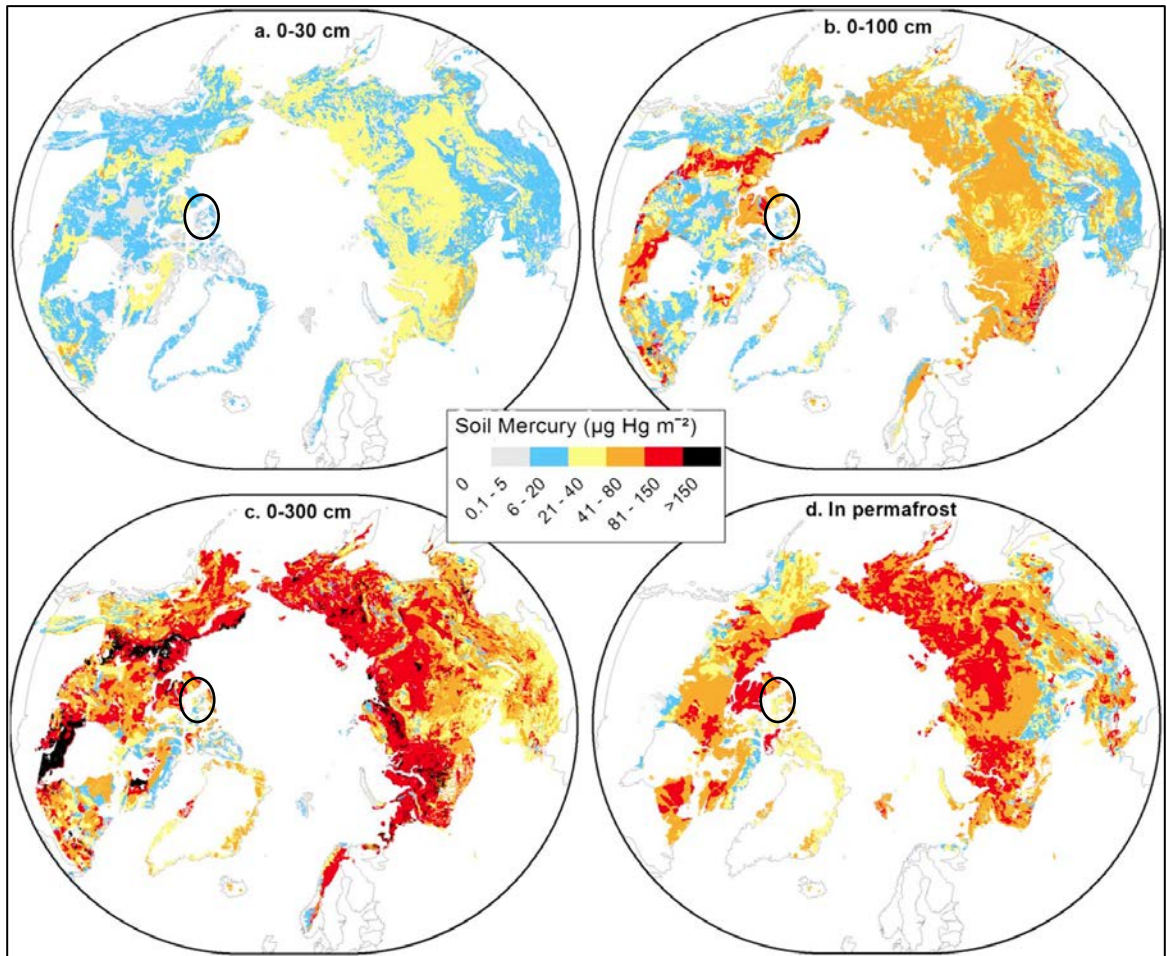 a. 0-30 cm
b. 0-100 cm
Soil Mercury (µg Hg m⁻²)
0
0.1 - 5
6 - 20
21 - 40
41 - 80
81 - 150
>150
c. 0-300 cm
d. In permafrost